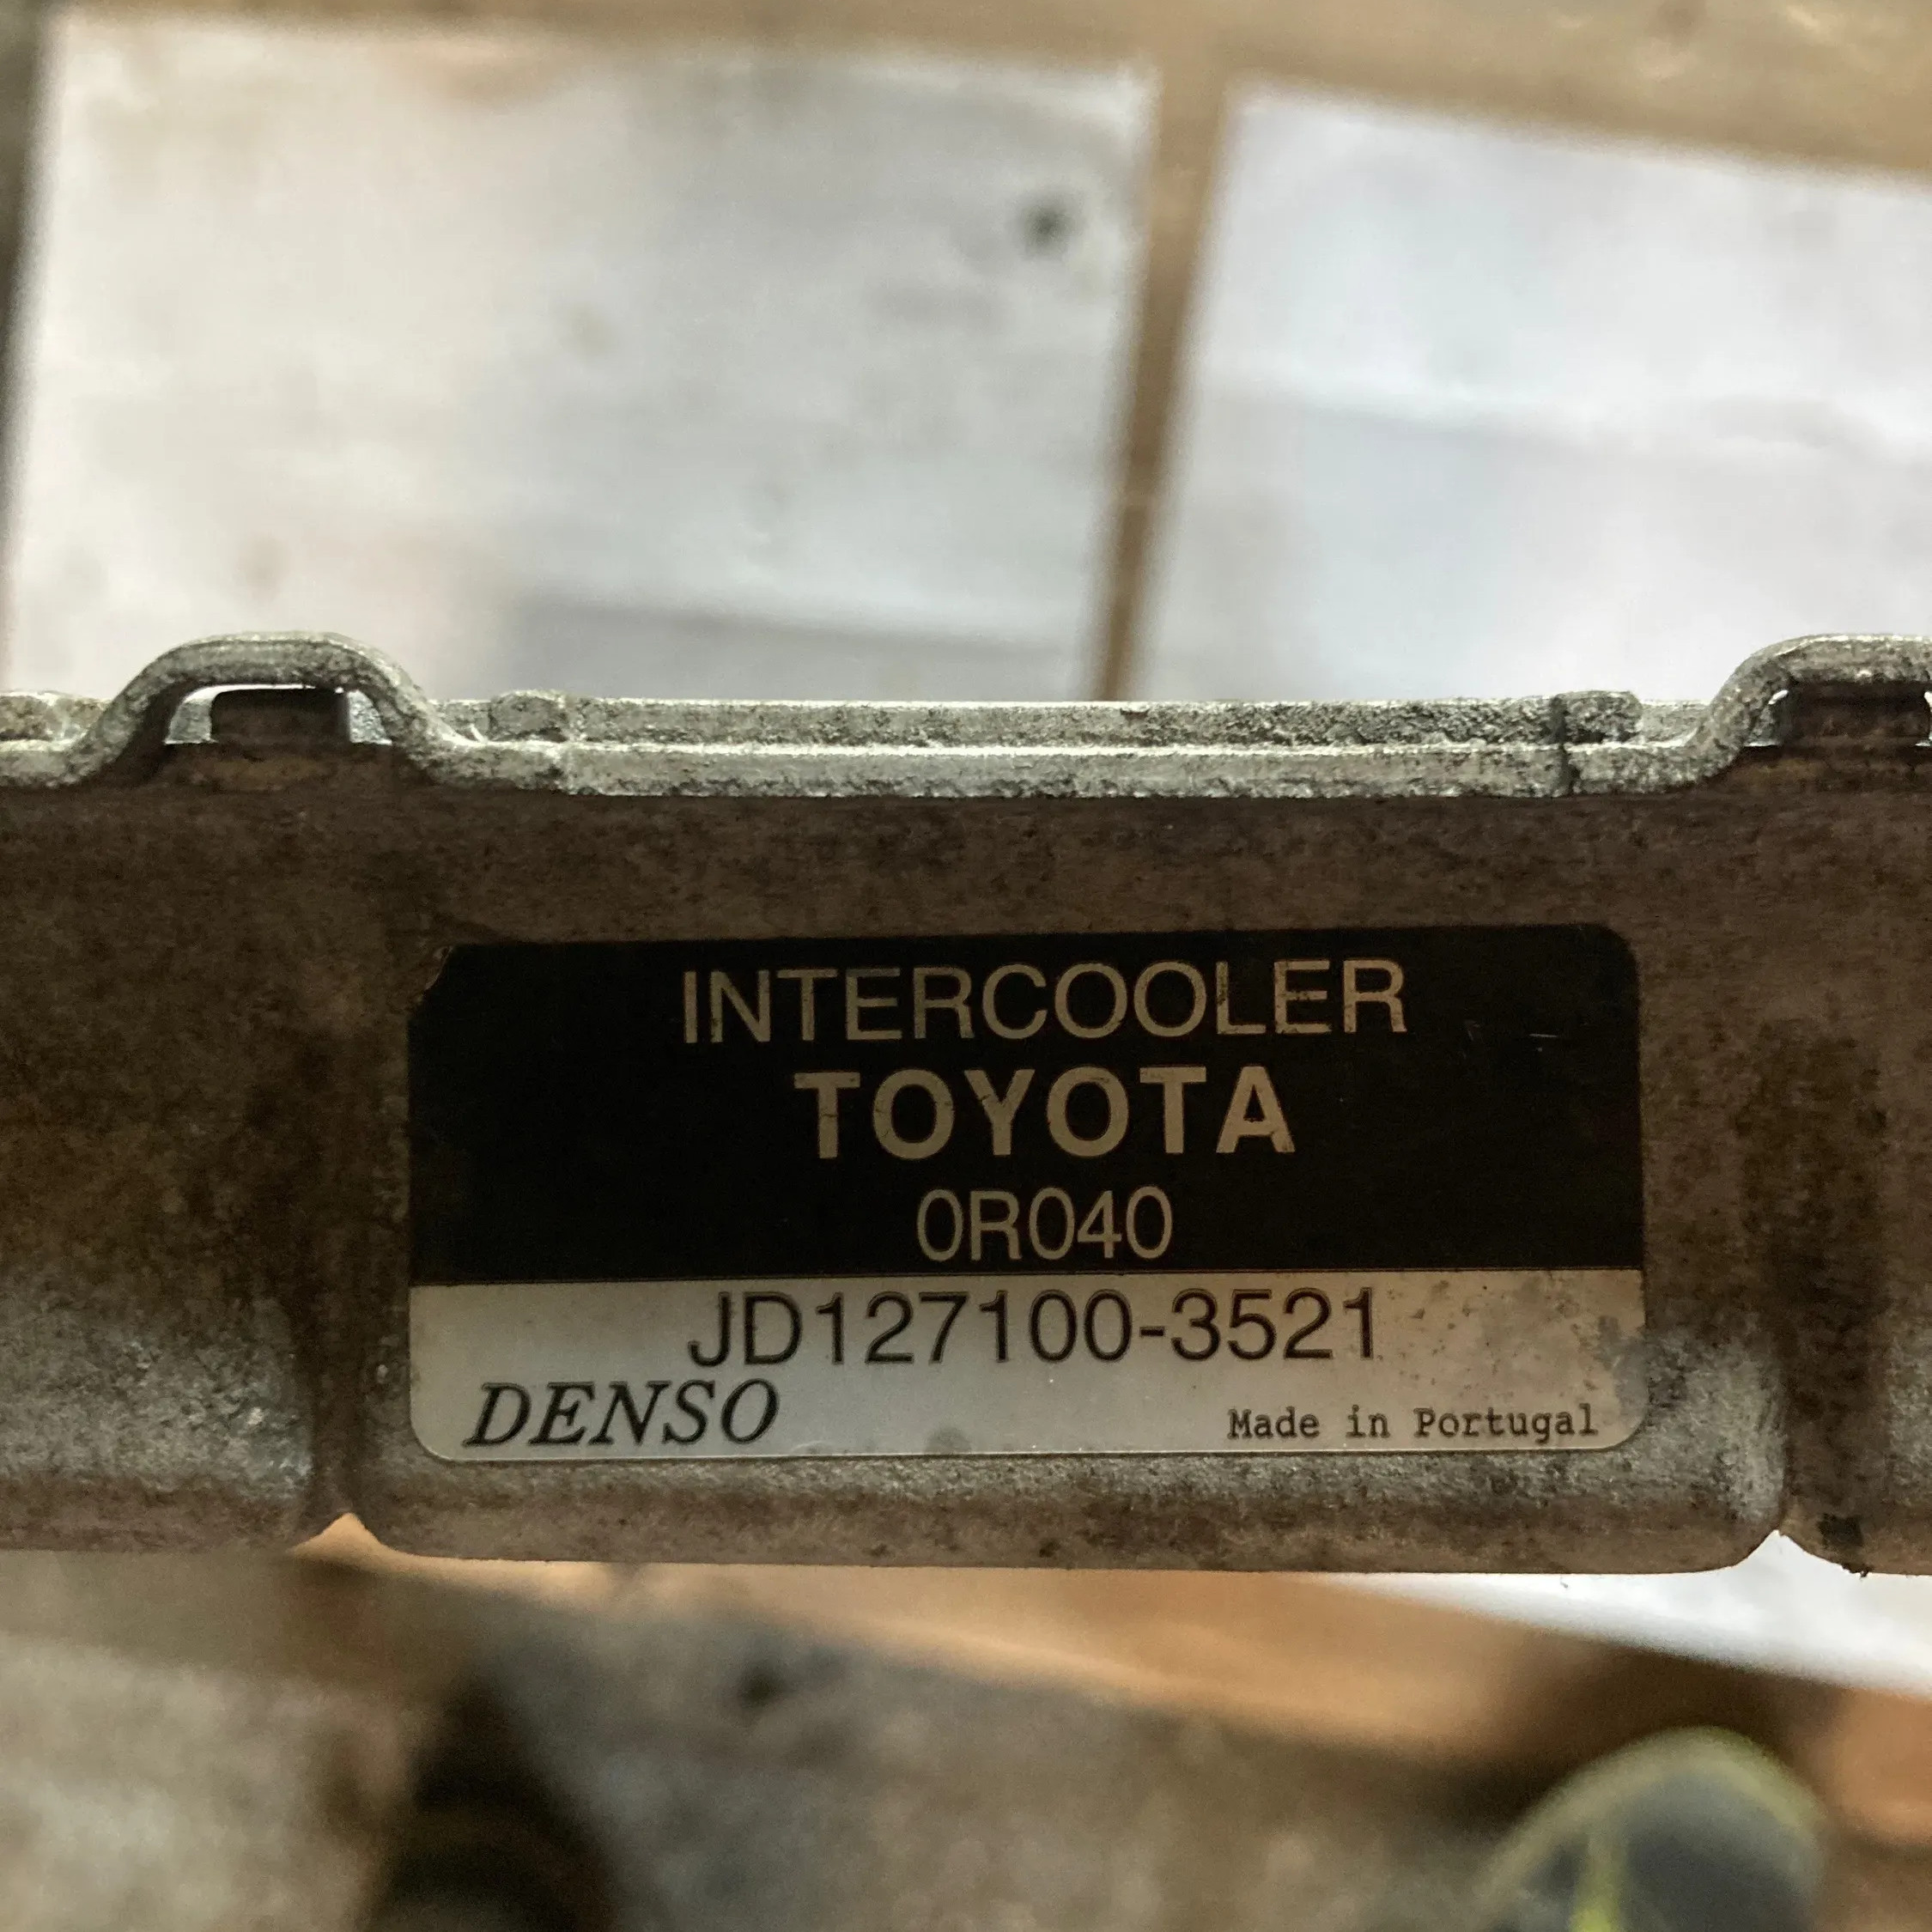 INTERCOOLER
TOYOTA
0R040
JD127100-3521
DENSO Made in Portugal